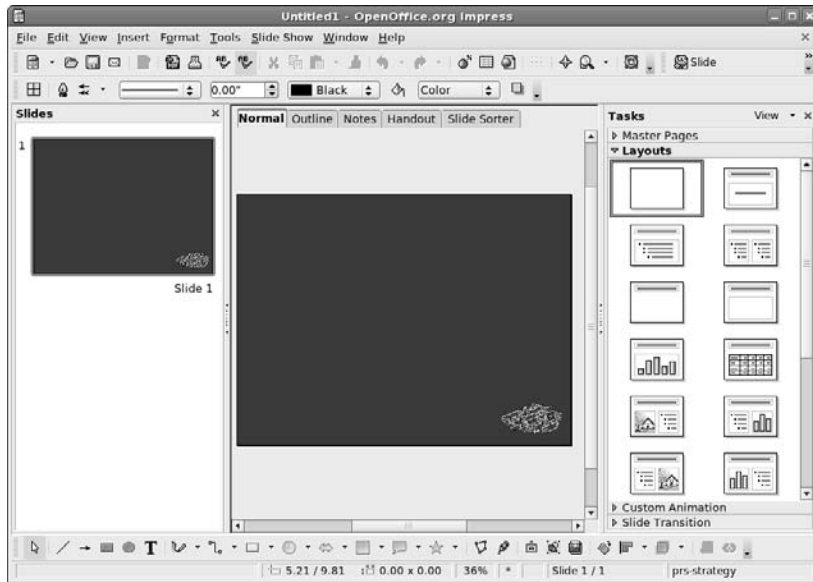 Untitled1 - OpenOffice.org Impress
File Edit View Insert Format Tools Slide Show Window Help
Slide
0.00" Black Color
Slides
Normal Outline Notes Handout Slide Sorter
Tasks View
1
Master Pages
Layouts
Slide 1
Custom Animation
Slide Transition
T
5.21 / 9.81 0.00 x 0.00 36% * Slide 1 / 1 prs-strategy